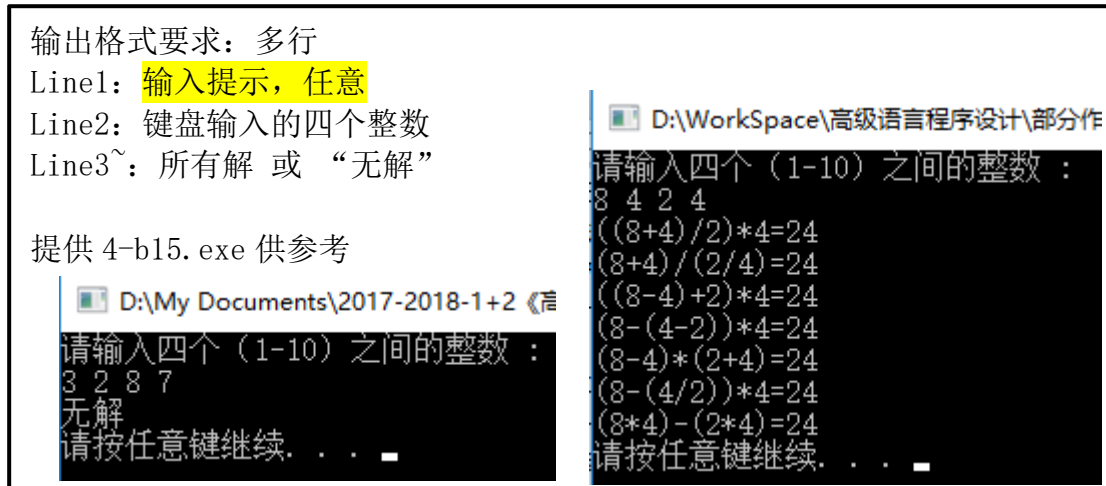 输出格式要求：多行
Line1：输入提示，任意
Line2：键盘输入的四个整数
Line3~：所有解 或 “无解”
提供 4-b15.exe 供参考
D:\My Documents\2017-2018-1+2《高
请输入四个（1-10）之间的整数 ：
3 2 8 7
无解
请按任意键继续. . .
D:\WorkSpace\高级语言程序设计\部分作
请输入四个（1-10）之间的整数 ：
8 4 2 4
((8+4)/2)*4=24
(8+4)/(2/4)=24
((8-4)+2)*4=24
(8-(4-2))*4=24
(8-4)*(2+4)=24
(8-(4/2))*4=24
(8*4)-(2*4)=24
请按任意键继续. . .